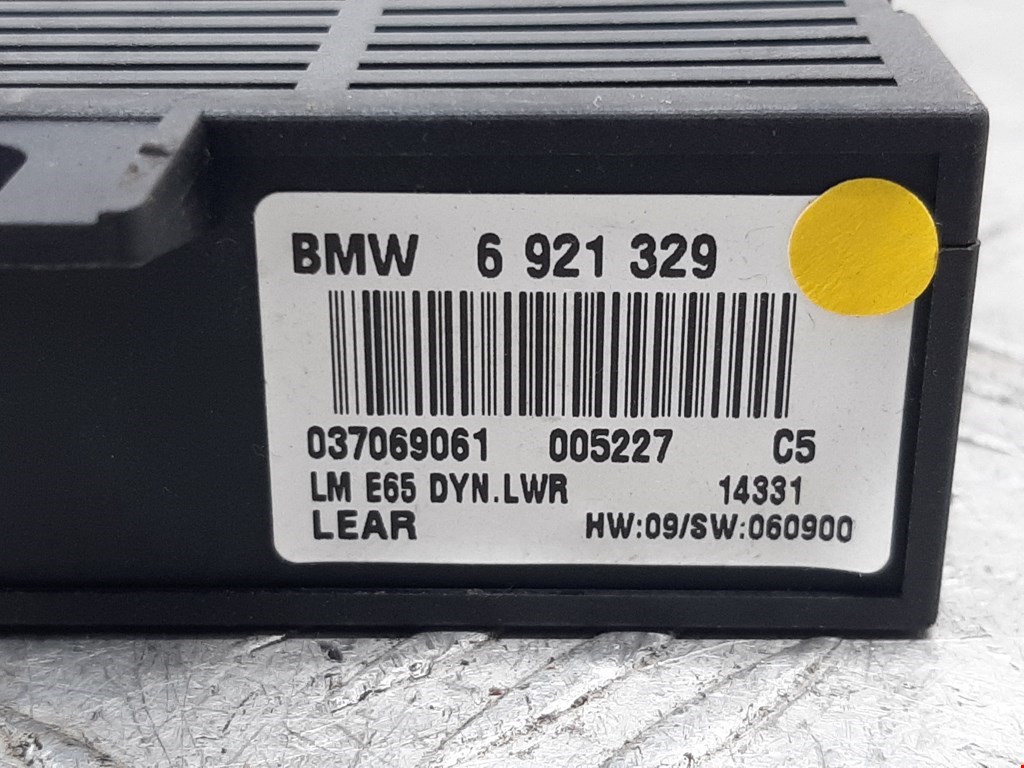 BMW 6 921 329
037069061 005227 C5
LM E65 DYN.LWR 14331
LEAR HW:09/SW:060900